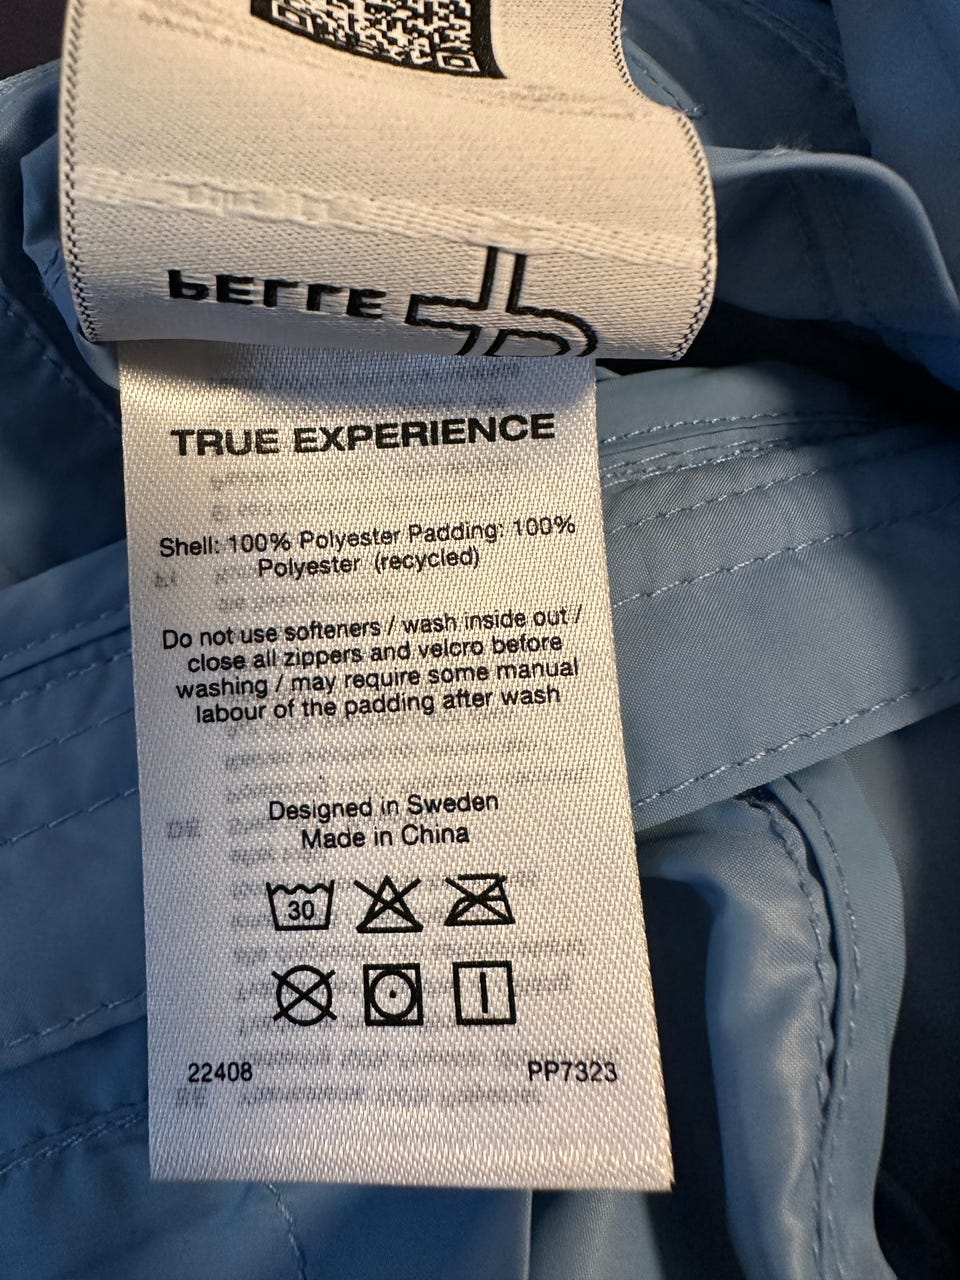 PELLE P
TRUE EXPERIENCE
Shell: 100% Polyester Padding: 100%
Polyester (recycled)
Do not use softeners / wash inside out /
close all zippers and velcro before
washing / may require some manual
labour of the padding after wash
Designed in Sweden
Made in China
30
22408
PP7323